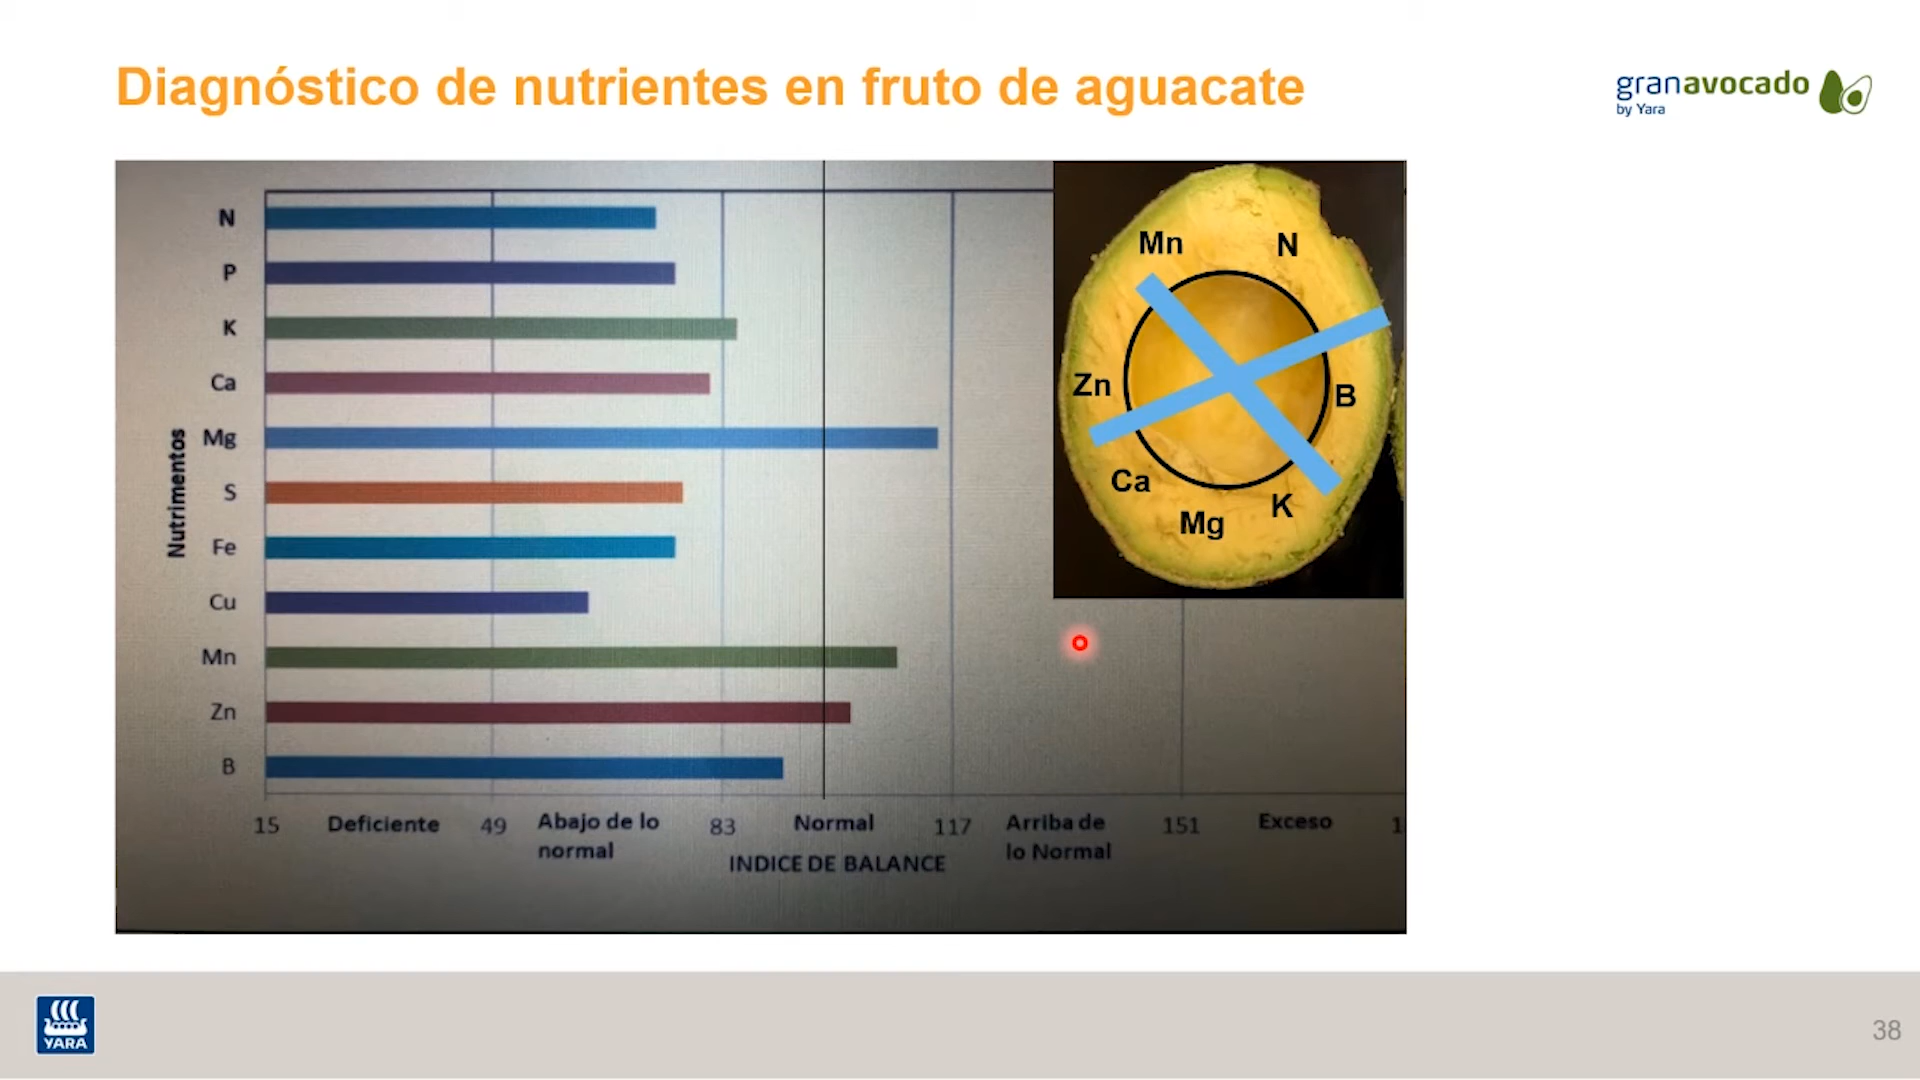 Diagnóstico de nutrientes en fruto de aguacate
granavocado
by Yara
Nutrimentos
N
P
K
Ca
Mg
S
Fe
Cu
Mn
Zn
B
15 Deficiente 49 Abajo de lo normal 83 Normal 117 Arriba de lo Normal 151 Exceso
INDICE DE BALANCE
Mn N
Zn B
Ca K
Mg
YARA
38